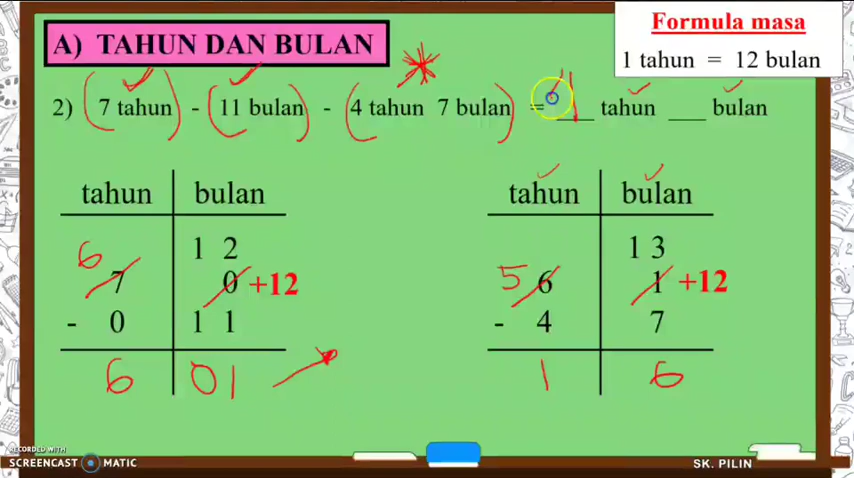 Formula masa
1 tahun = 12 bulan
A) TAHUN DAN BULAN
2) 7 tahun - 11 bulan - 4 tahun 7 bulan = 1 ___ tahun ___ bulan
tahun bulan
6 1 2
7 0 +12
- 0 1 1
6 01
tahun bulan
1 3
5 6 1 +12
- 4 7
1 6
RECORDED WITH
SCREENCAST MATIC
SK. PILIN